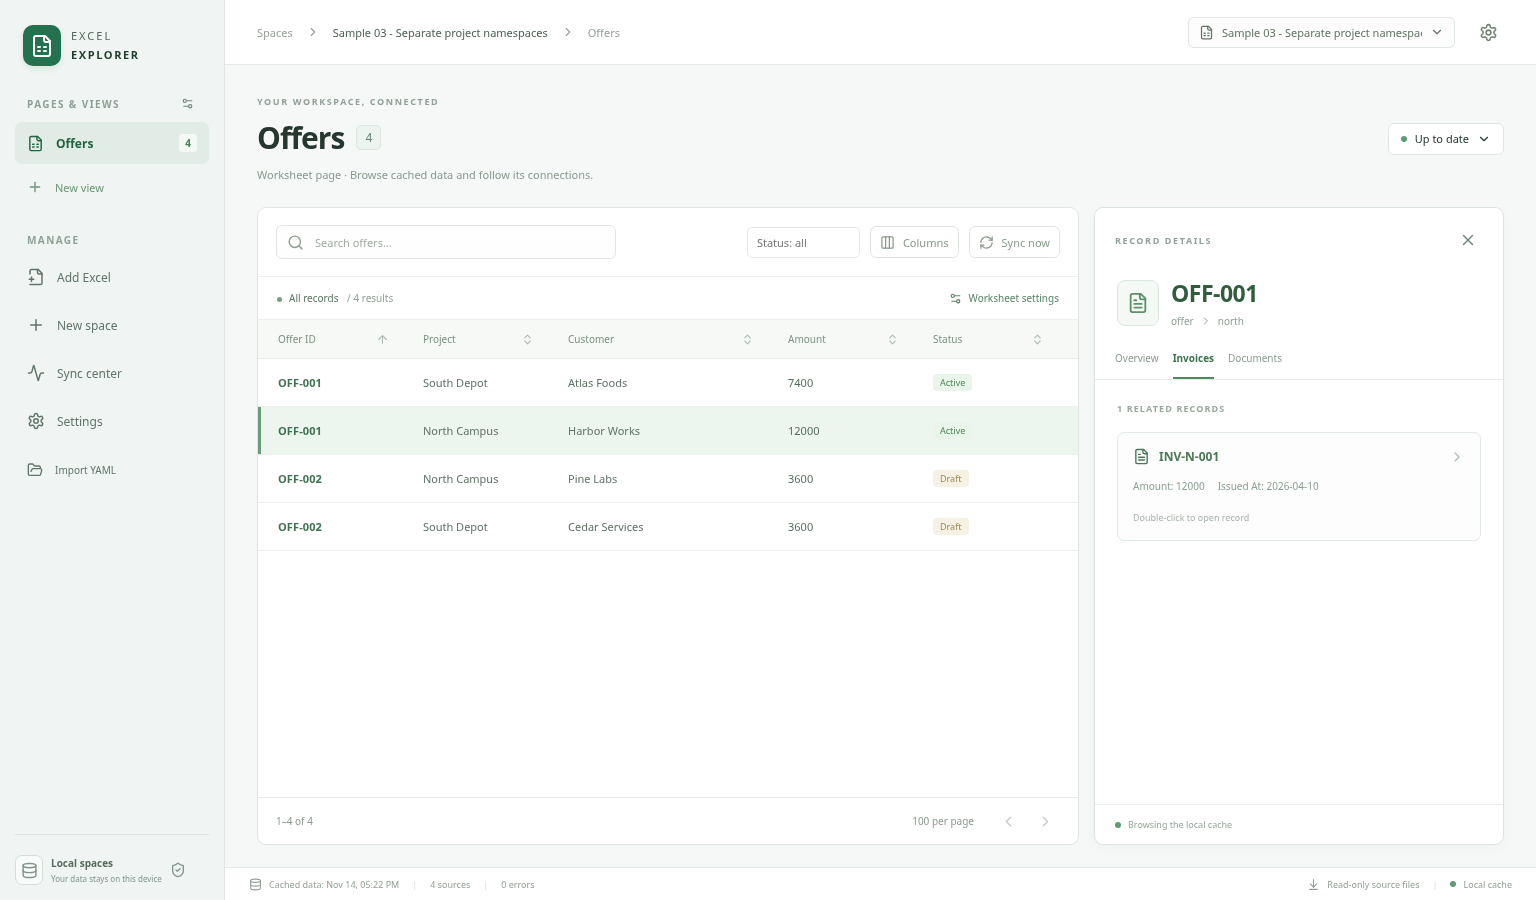 EXCEL
EXPLORER
PAGES & VIEWS
Offers 4
New view
MANAGE
Add Excel
New space
Sync center
Settings
Import YAML
Local spaces
Your data stays on this device
Spaces > Sample 03 - Separate project namespaces > Offers
Sample 03 - Separate project namespac
YOUR WORKSPACE, CONNECTED
Offers 4
Up to date
Worksheet page · Browse cached data and follow its connections.
Search offers...
Status: all
Columns
Sync now
All records / 4 results
Worksheet settings
Offer ID Project Customer Amount Status
OFF-001 South Depot Atlas Foods 7400 Active
OFF-001 North Campus Harbor Works 12000 Active
OFF-002 North Campus Pine Labs 3600 Draft
OFF-002 South Depot Cedar Services 3600 Draft
1–4 of 4
100 per page
RECORD DETAILS
OFF-001
offer > north
Overview Invoices Documents
1 RELATED RECORDS
INV-N-001
Amount: 12000 Issued At: 2026-04-10
Double-click to open record
Browsing the local cache
Cached data: Nov 14, 05:22 PM | 4 sources | 0 errors
Read-only source files | Local cache